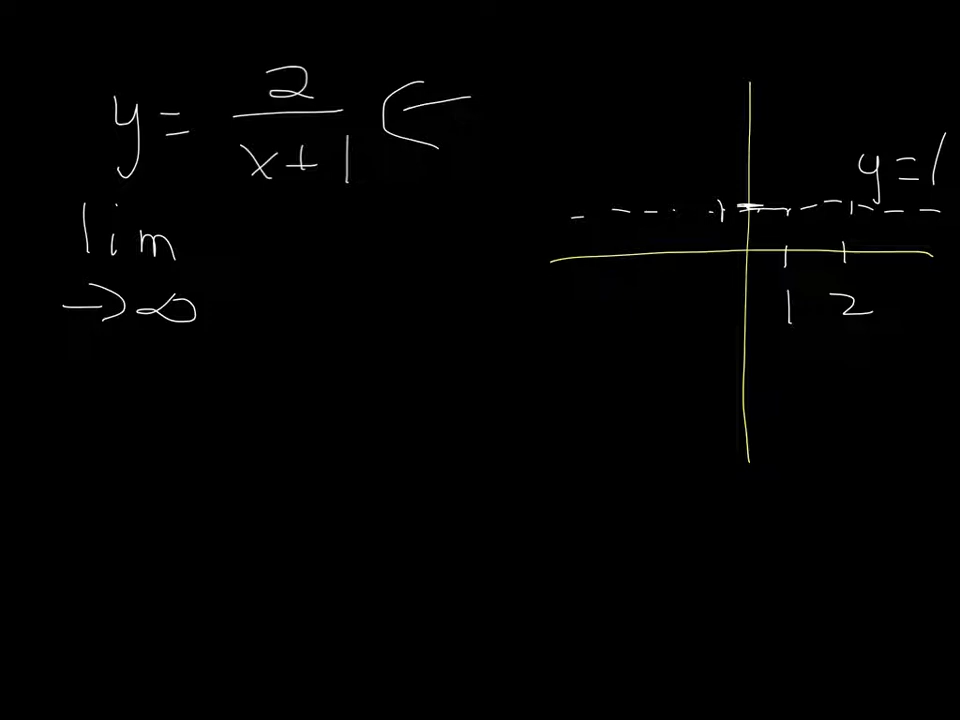 y = 2/(x+1) ←
lim
→∞
y=1
1 2